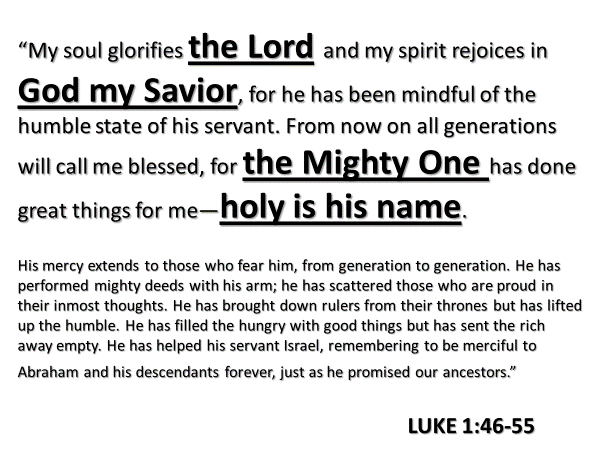 “My soul glorifies the Lord and my spirit rejoices in
God my Savior, for he has been mindful of the
humble state of his servant. From now on all generations
will call me blessed, for the Mighty One has done
great things for me—holy is his name.
His mercy extends to those who fear him, from generation to generation. He has
performed mighty deeds with his arm; he has scattered those who are proud in
their inmost thoughts. He has brought down rulers from their thrones but has lifted
up the humble. He has filled the hungry with good things but has sent the rich
away empty. He has helped his servant Israel, remembering to be merciful to
Abraham and his descendants forever, just as he promised our ancestors.”
LUKE 1:46-55